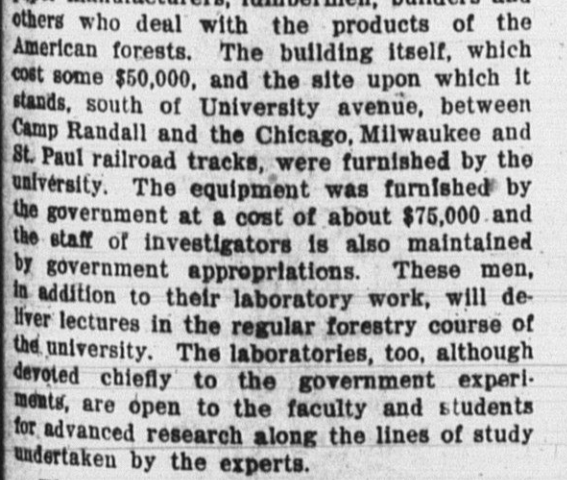 manufacturers, lumbermen, builders and
others who deal with the products of the
American forests. The building itself, which
cost some $50,000, and the site upon which it
stands, south of University avenue, between
Camp Randall and the Chicago, Milwaukee and
St. Paul railroad tracks, were furnished by the
university. The equipment was furnished by
the government at a cost of about $75,000 and
the staff of investigators is also maintained
by government appropriations. These men,
in addition to their laboratory work, will de-
liver lectures in the regular forestry course of
the university. The laboratories, too, although
devoted chiefly to the government experi-
ments, are open to the faculty and students
for advanced research along the lines of study
undertaken by the experts.